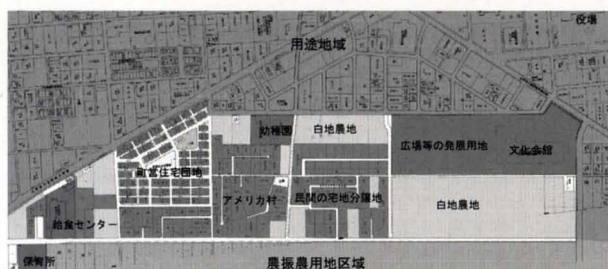 役場
用途地域
幼稚園
白地農地
広場等の発展用地
文化会館
町営住宅団地
アメリカ村
民間の宅地分譲地
白地農地
給食センター
保育所
農振農用地区域